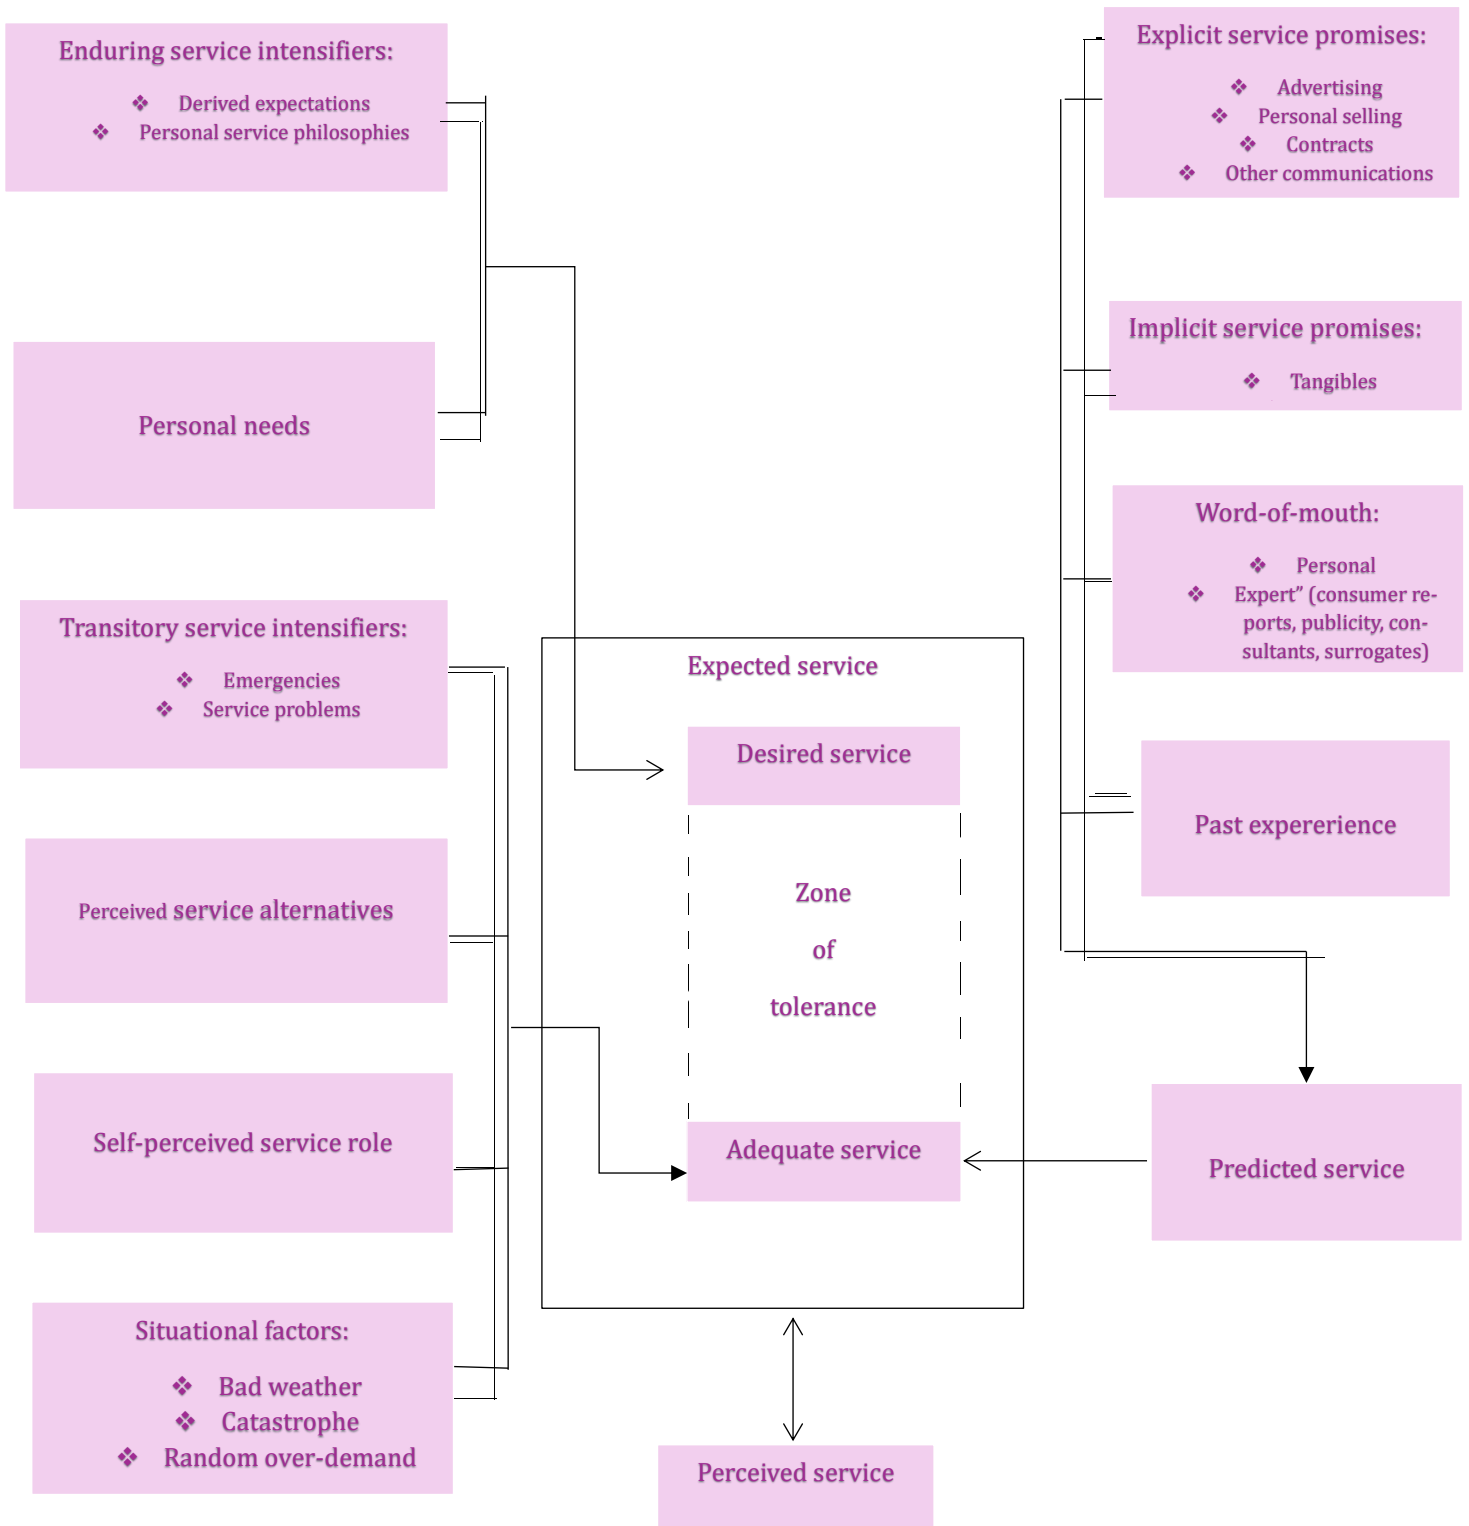 Enduring service intensifiers:
❖ Derived expectations
❖ Personal service philosophies
Personal needs
Transitory service intensifiers:
❖ Emergencies
❖ Service problems
Perceived service alternatives
Self-perceived service role
Situational factors:
❖ Bad weather
❖ Catastrophe
❖ Random over-demand
Expected service
Desired service
Zone
of
tolerance
Adequate service
Perceived service
Explicit service promises:
❖ Advertising
❖ Personal selling
❖ Contracts
❖ Other communications
Implicit service promises:
❖ Tangibles
Word-of-mouth:
❖ Personal
❖ Expert” (consumer re-
ports, publicity, con-
sultants, surrogates)
Past expererience
Predicted service